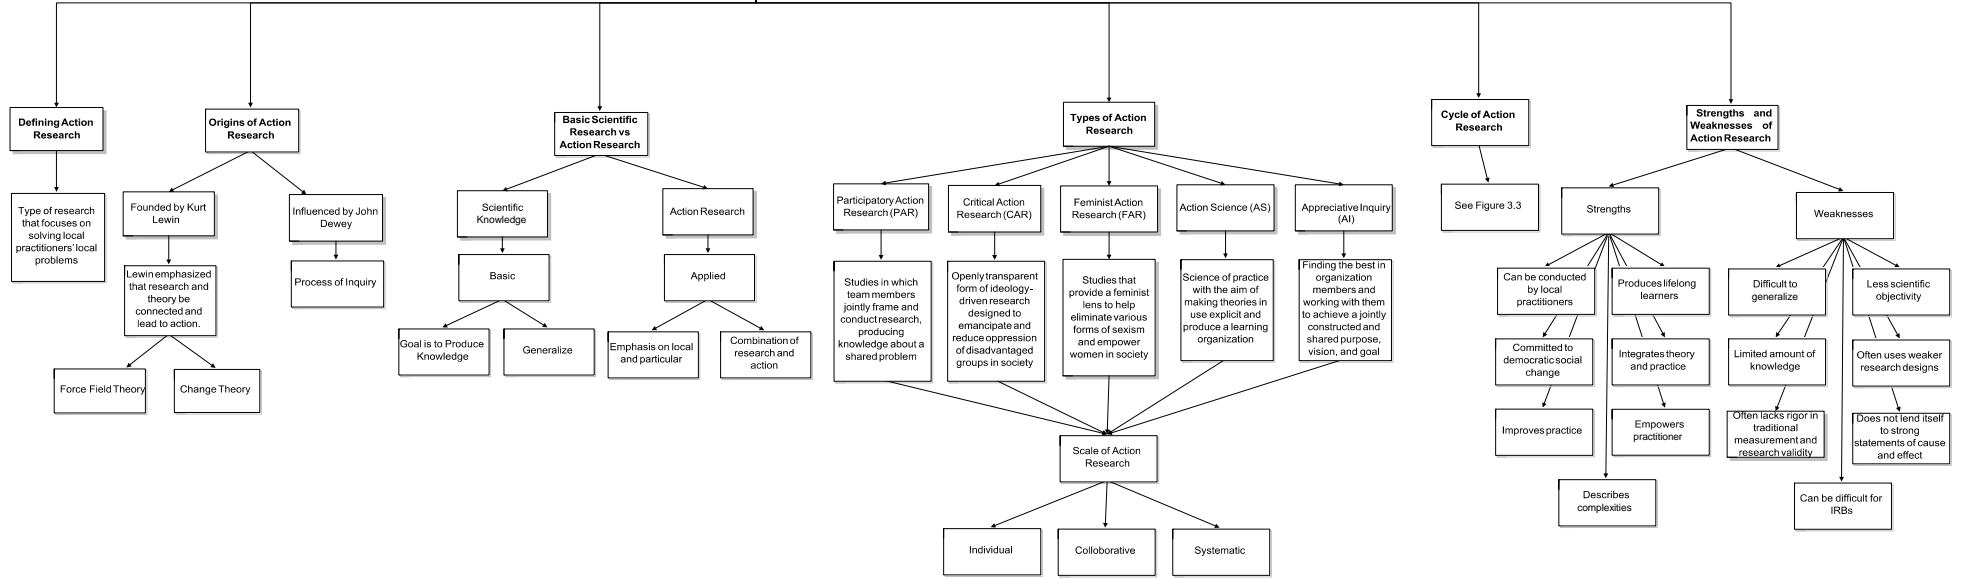 Defining Action
Research
Type of research
that focuses on
solving local
practitioners' local
problems
Origins of Action
Research
Founded by Kurt
Lewin
Lewin emphasized
that research and
theory be
connected and
lead to action.
Force Field Theory
Change Theory
Influenced by John
Dewey
Process of Inquiry
Basic Scientific
Research vs
Action Research
Scientific
Knowledge
Basic
Goal is to Produce
Knowledge
Generalize
Action Research
Applied
Emphasis on local
and particular
Combination of
research and
action
Types of Action
Research
Participatory Action
Research (PAR)
Studies in which
team members
jointly frame and
conduct research,
producing
knowledge about a
shared problem
Critical Action
Research (CAR)
Openly transparent
form of ideology-
driven research
designed to
emancipate and
reduce oppression
of disadvantaged
groups in society
Feminist Action
Research (FAR)
Studies that
provide a feminist
lens to help
eliminate various
forms of sexism
and empower
women in society
Action Science (AS)
Science of practice
with the aim of
making theories in
use explicit and
produce a learning
organization
Appreciative Inquiry
(AI)
Finding the best in
organization
members and
working with them
to achieve a jointly
constructed and
shared purpose,
vision, and goal
Scale of Action
Research
Individual
Colloborative
Systematic
Cycle of Action
Research
See Figure 3.3
Strengths and
Weaknesses of
Action Research
Strengths
Can be conducted
by local
practitioners
Committed to
democratic social
change
Improves practice
Produces lifelong
learners
Integrates theory
and practice
Empowers
practitioner
Describes
complexities
Weaknesses
Difficult to
generalize
Limited amount of
knowledge
Often lacks rigor in
traditional
measurement and
research validity
Less scientific
objectivity
Often uses weaker
research designs
Does not lend itself
to strong
statements of cause
and effect
Can be difficult for
IRBs